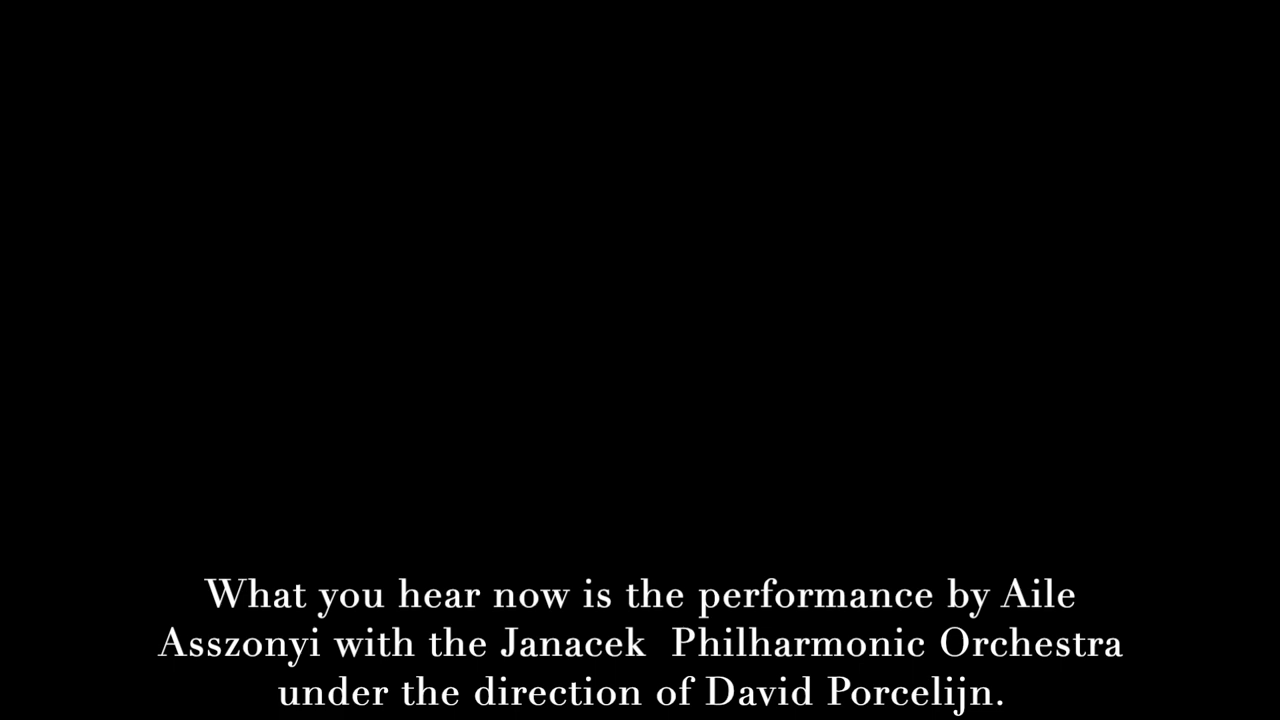 What you hear now is the performance by Aile
Asszonyi with the Janacek  Philharmonic Orchestra
under the direction of David Porcelijn.